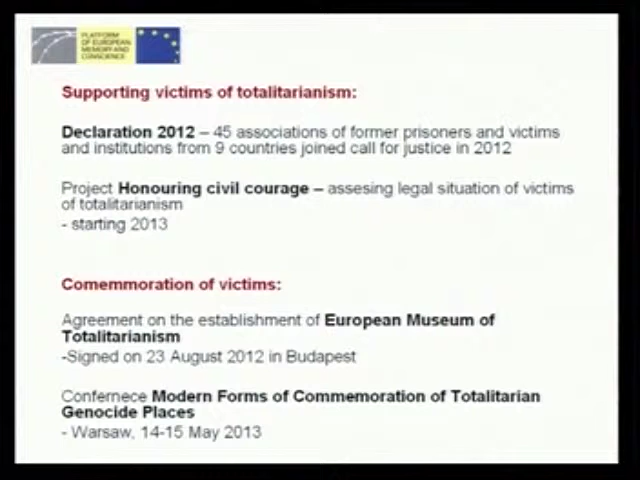 PLATFORM
OF EUROPEAN
MEMORY AND
CONSCIENCE
Supporting victims of totalitarianism:
Declaration 2012 – 45 associations of former prisoners and victims
and institutions from 9 countries joined call for justice in 2012
Project Honouring civil courage – assesing legal situation of victims
of totalitarianism
- starting 2013
Comemmoration of victims:
Agreement on the establishment of European Museum of
Totalitarianism
-Signed on 23 August 2012 in Budapest
Confernece Modern Forms of Commemoration of Totalitarian
Genocide Places
- Warsaw, 14-15 May 2013